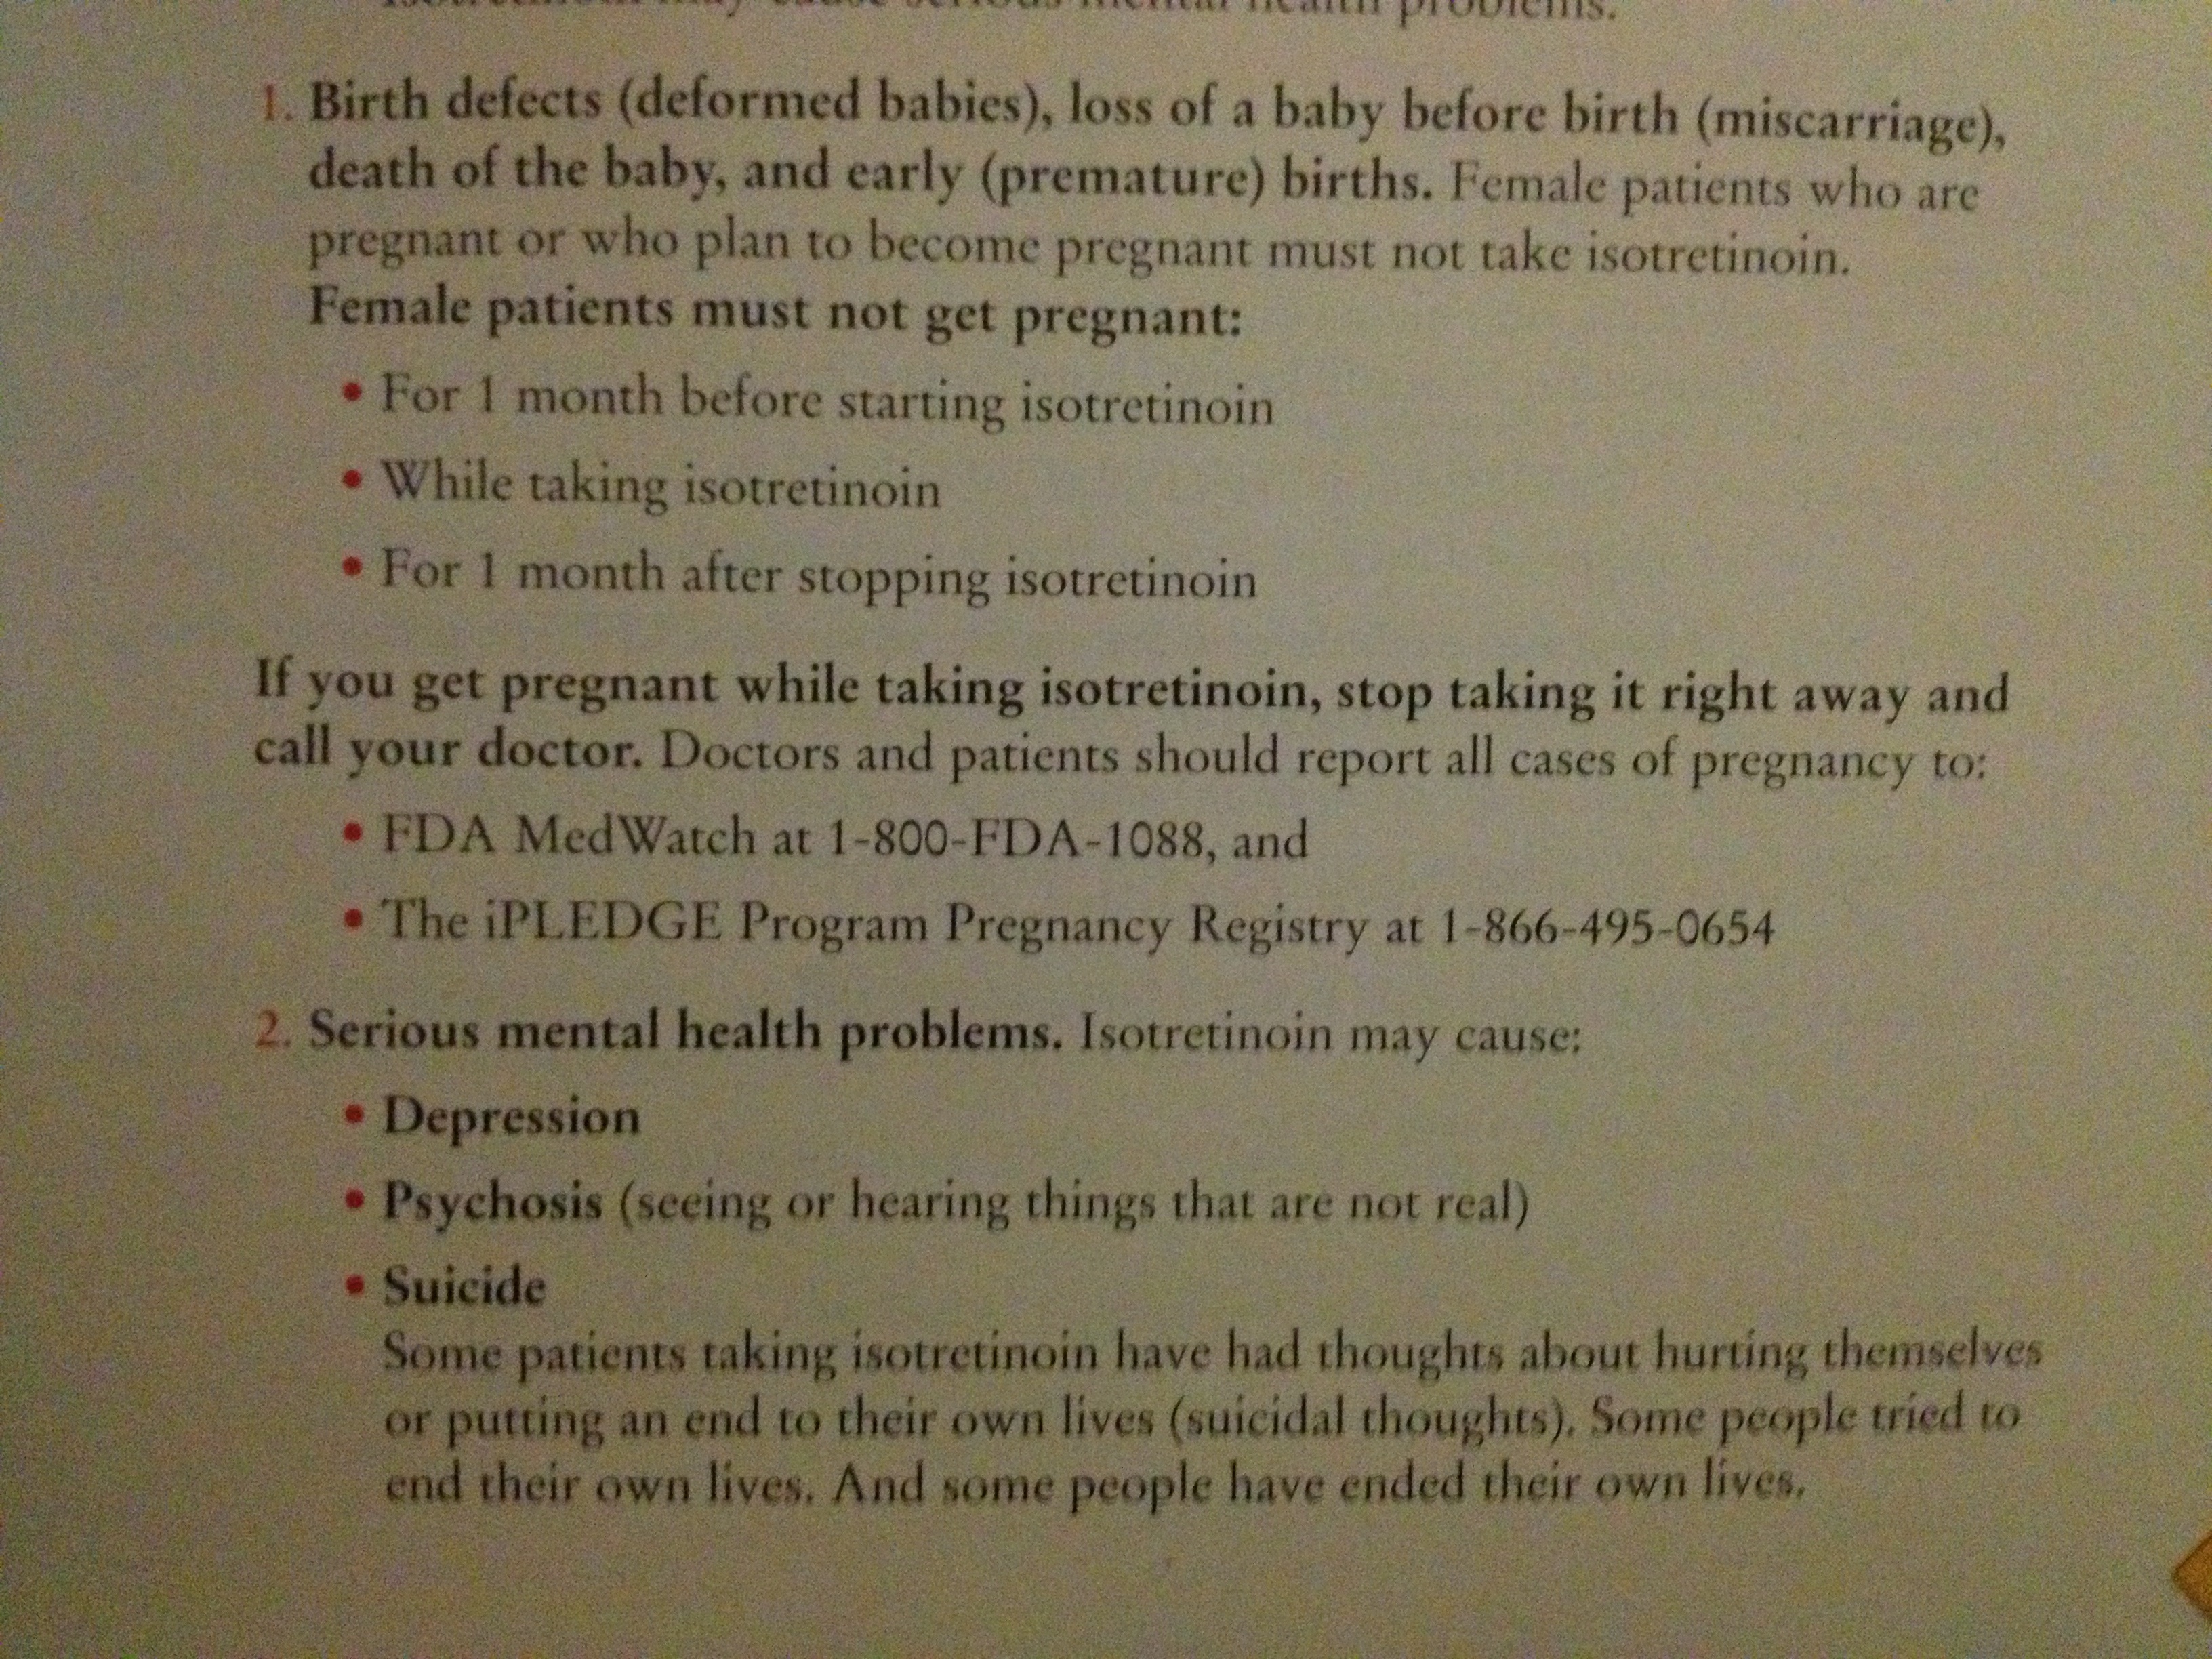 mental health problems.
1. Birth defects (deformed babies), loss of a baby before birth (miscarriage),
death of the baby, and early (premature) births. Female patients who are
pregnant or who plan to become pregnant must not take isotretinoin.
Female patients must not get pregnant:
• For 1 month before starting isotretinoin
• While taking isotretinoin
• For 1 month after stopping isotretinoin
If you get pregnant while taking isotretinoin, stop taking it right away and
call your doctor. Doctors and patients should report all cases of pregnancy to:
• FDA MedWatch at 1-800-FDA-1088, and
• The iPLEDGE Program Pregnancy Registry at 1-866-495-0654
2. Serious mental health problems. Isotretinoin may cause:
• Depression
• Psychosis (seeing or hearing things that are not real)
• Suicide
Some patients taking isotretinoin have had thoughts about hurting themselves
or putting an end to their own lives (suicidal thoughts). Some people tried to
end their own lives. And some people have ended their own lives.